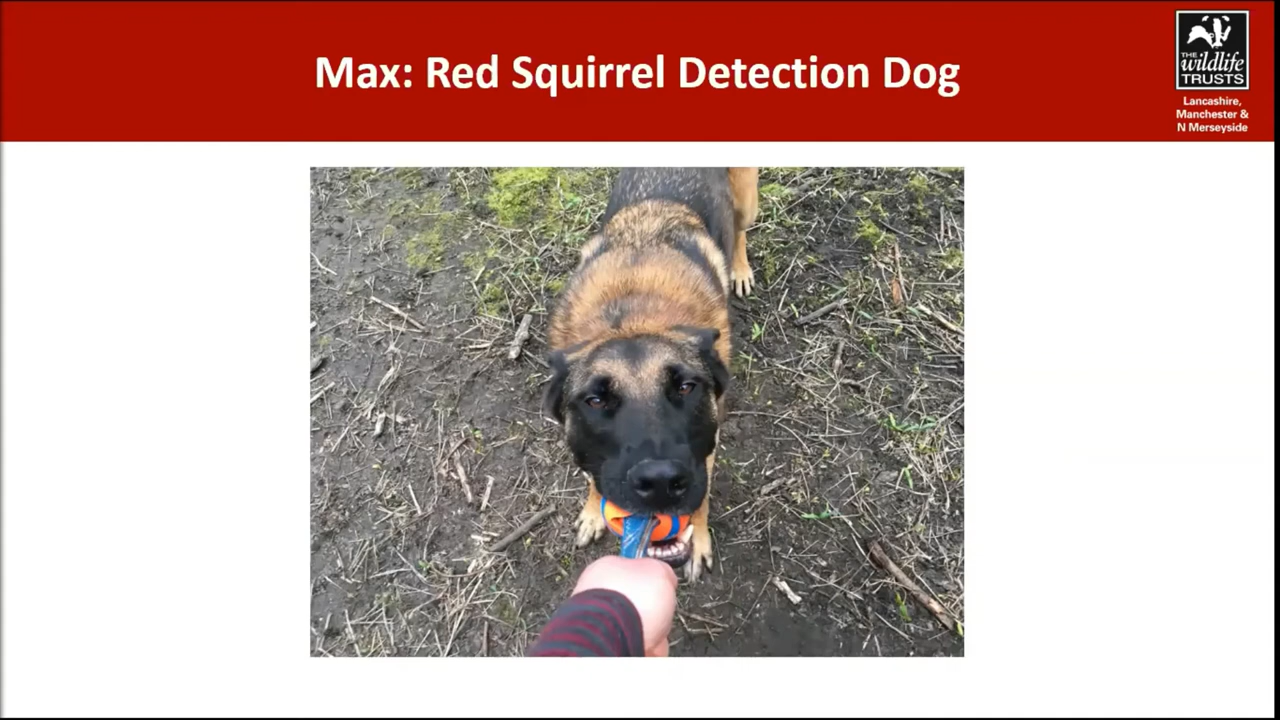 Max: Red Squirrel Detection Dog
THE
wildlife
TRUSTS
Lancashire,
Manchester &
N Merseyside